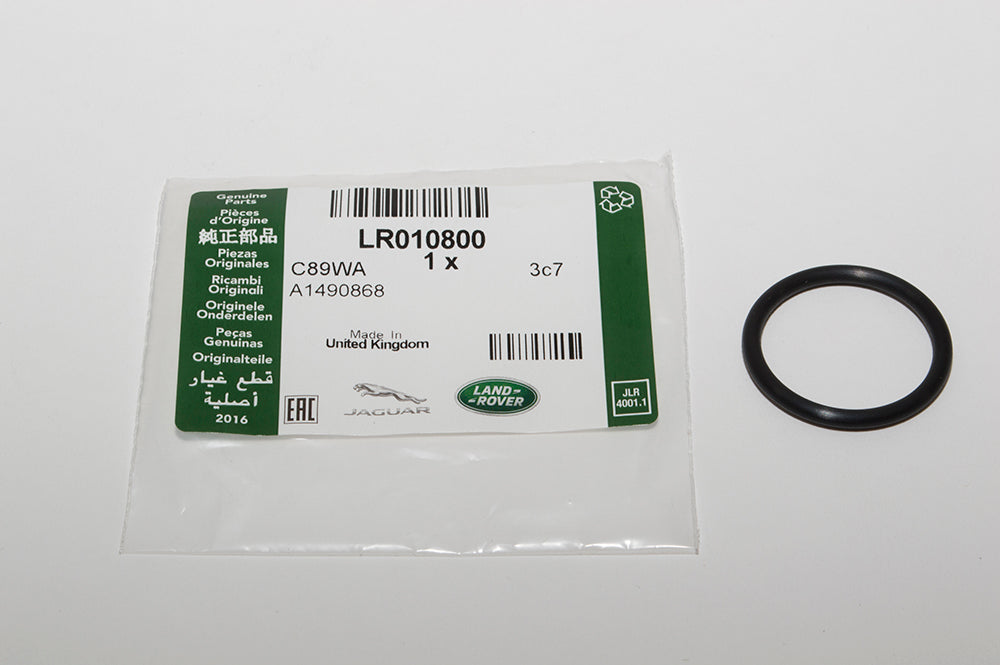 Genuine
Parts
Pièces
d'Origine
純正部品
Piezas
Originales
Ricambi
Originali
Originele
Onderdelen
Peças
Genuinas
Originalteile
قطع غيار
أصلية
2016
LR010800
1 x
C89WA
3c7
A1490868
Made In
United Kingdom
EAC
JAGUAR
LAND-
-ROVER
JLR
4001.1